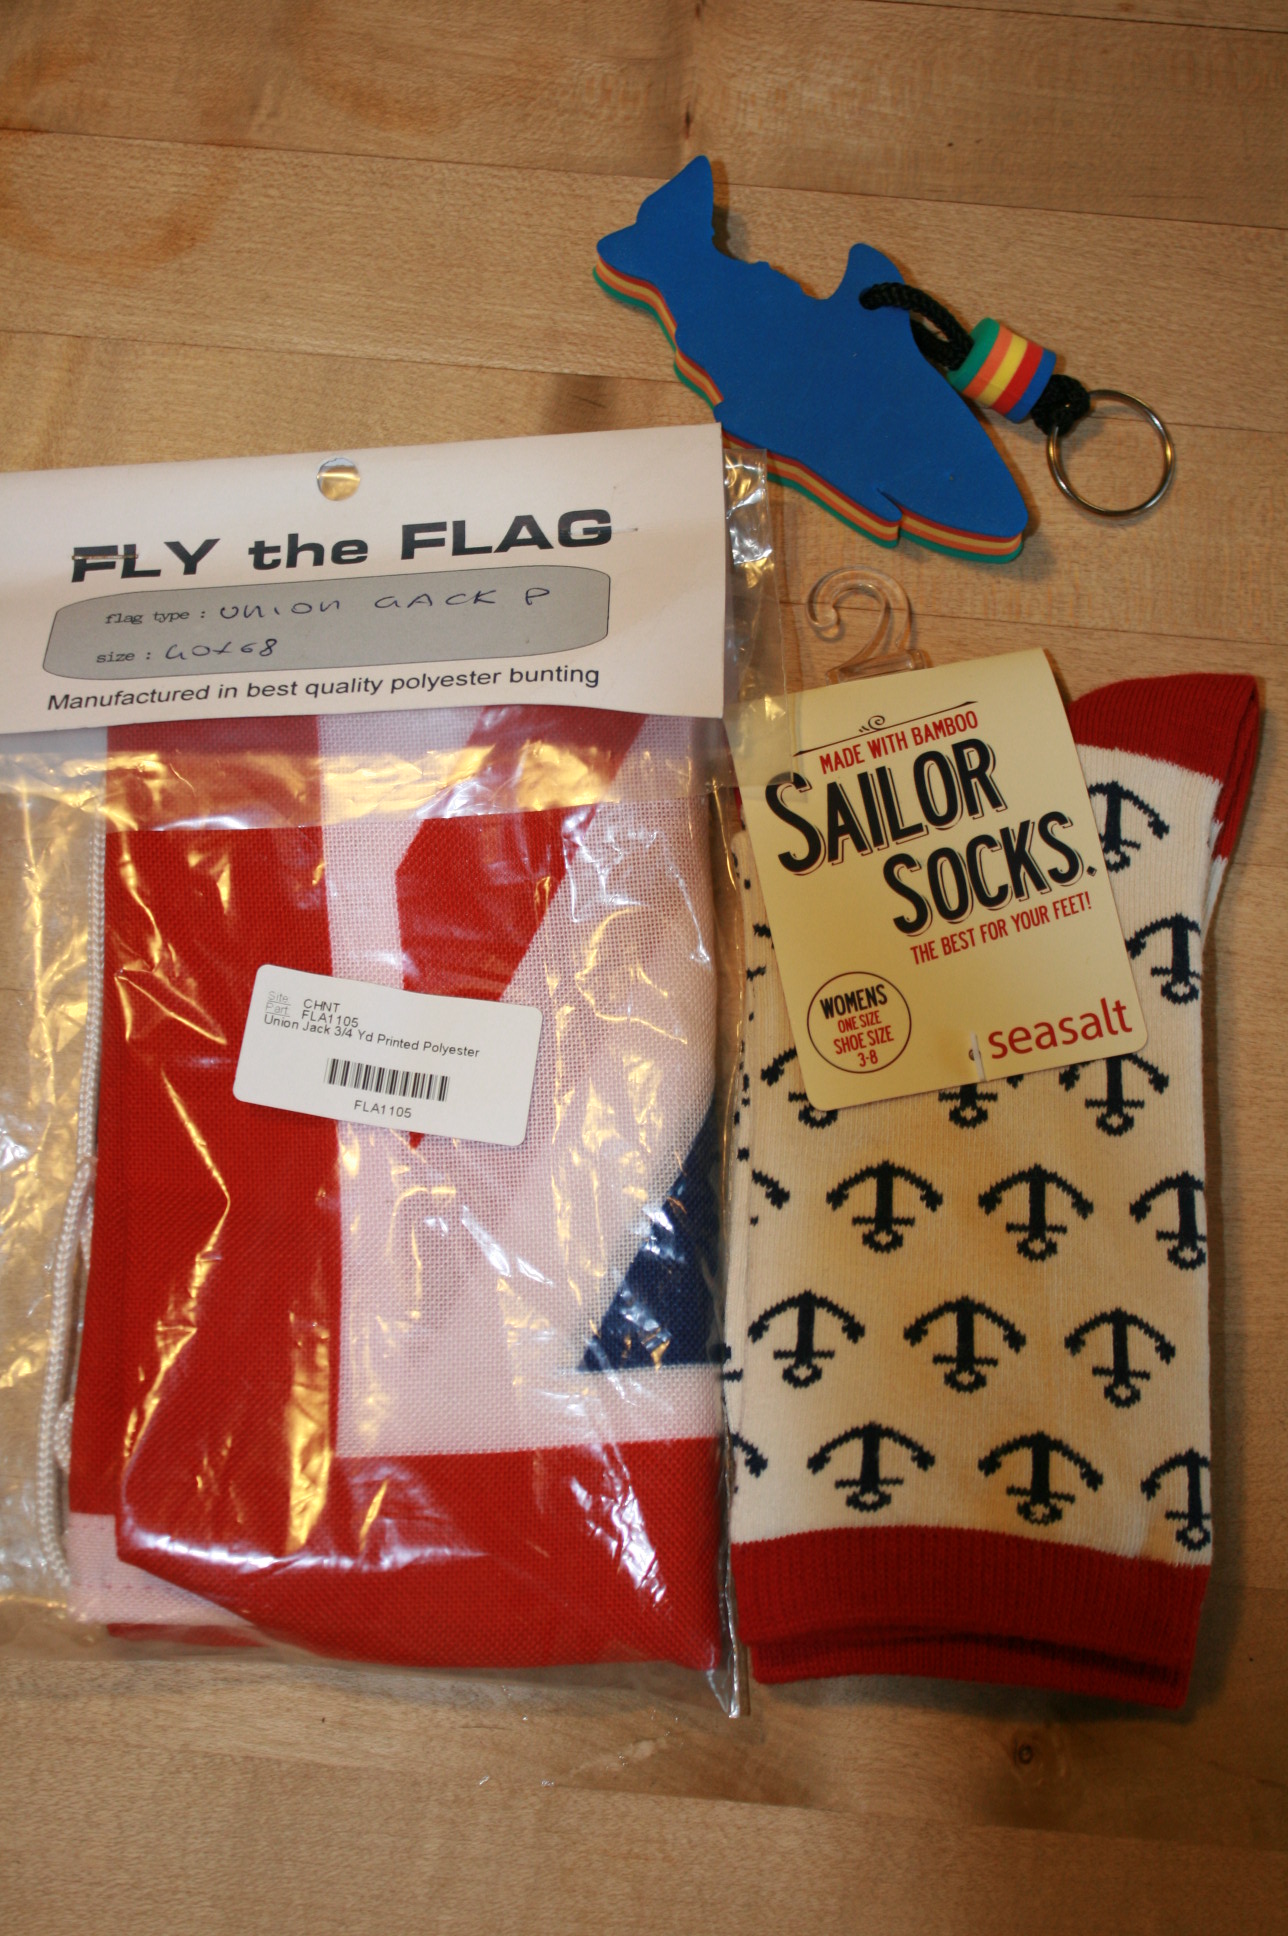 FLY the FLAG
flag type : UNION GACK P
size : 40x68
Manufactured in best quality polyester bunting
Site: CHNT
Part: FLA1105
Union Jack 3/4 Yd Printed Polyester
FLA1105
MADE WITH BAMBOO
SAILOR
SOCKS.
THE BEST FOR YOUR FEET!
WOMENS
ONE SIZE
SHOE SIZE
3-8
seasalt